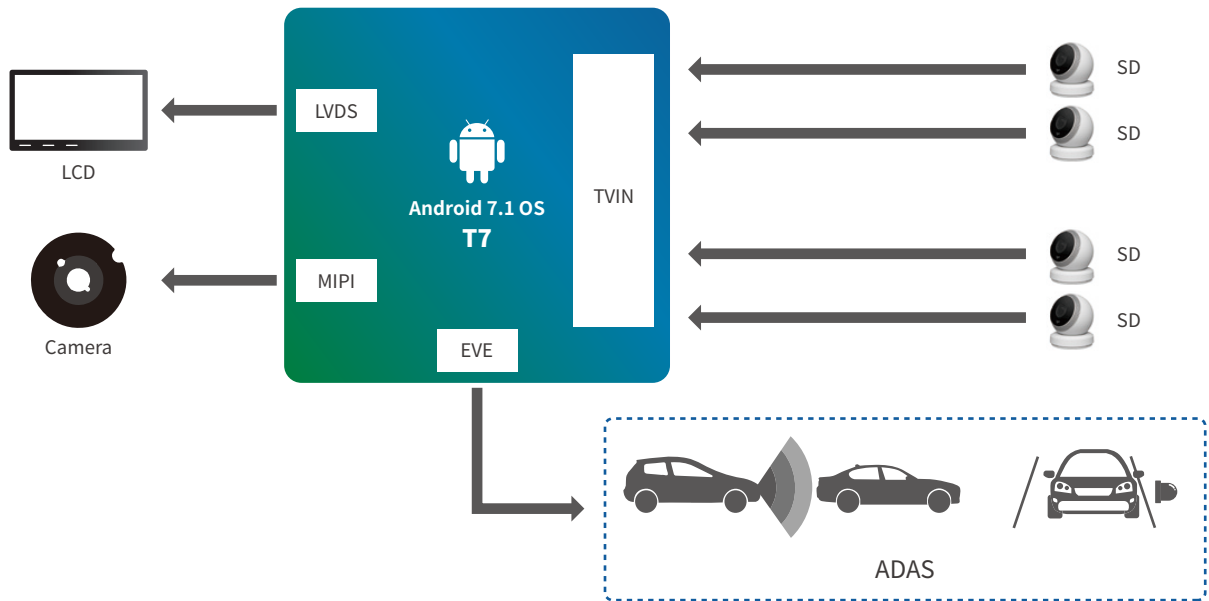 LCD
Camera
LVDS
MIPI
Android 7.1 OS
T7
EVE
TVIN
SD
SD
SD
SD
ADAS